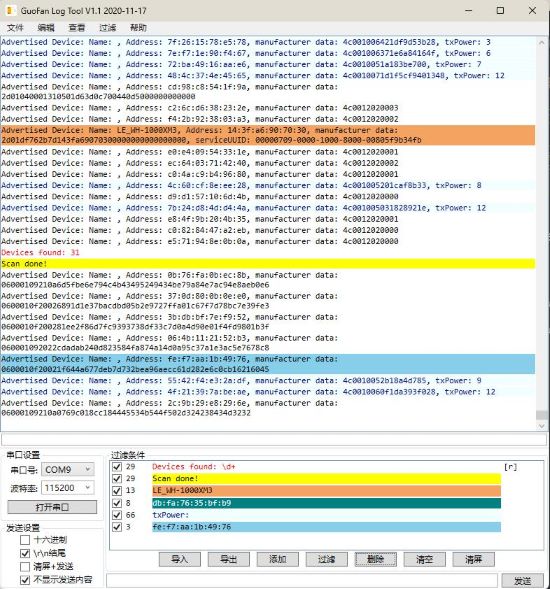 GuoFan Log Tool V1.1 2020-11-17
文件 编辑 查看 过滤 帮助
Advertised Device: Name: , Address: 7f:26:15:78:e5:78, manufacturer data: 4c001006421df9d53b28, txPower: 3
Advertised Device: Name: , Address: 7e:f7:1e:90:f4:67, manufacturer data: 4c001006371e6a84164f, txPower: 6
Advertised Device: Name: , Address: 72:ba:49:16:aa:e6, manufacturer data: 4c0010051a183be700, txPower: 7
Advertised Device: Name: , Address: 48:4c:37:4e:45:65, manufacturer data: 4c0010071d1f5cf9401348, txPower: 12
Advertised Device: Name: , Address: cd:98:c8:54:1f:9a, manufacturer data:
2d01040001310501d63d0c700440d5000000000000
Advertised Device: Name: , Address: c2:6c:d6:38:23:2e, manufacturer data: 4c0012020003
Advertised Device: Name: , Address: f4:2b:92:38:03:a3, manufacturer data: 4c0012020002
Advertised Device: Name: LE_WH-1000XM3, Address: 14:3f:a6:90:70:30, manufacturer data:
2d01df762b7d143fa6907030000000000000000000, serviceUUID: 00000709-0000-1000-8000-00805f9b34fb
Advertised Device: Name: , Address: e0:e4:09:54:33:1e, manufacturer data: 4c0012020001
Advertised Device: Name: , Address: ec:64:03:71:42:40, manufacturer data: 4c0012020002
Advertised Device: Name: , Address: c0:4a:c9:b4:96:80, manufacturer data: 4c0012020001
Advertised Device: Name: , Address: 4c:60:cf:8e:ee:28, manufacturer data: 4c001005201caf8b33, txPower: 8
Advertised Device: Name: , Address: d9:d1:57:10:6d:4b, manufacturer data: 4c0012020000
Advertised Device: Name: , Address: 7b:24:d8:4d:d4:4a, manufacturer data: 4c001005031828921e, txPower: 12
Advertised Device: Name: , Address: e8:4f:9b:20:4b:35, manufacturer data: 4c0012020001
Advertised Device: Name: , Address: c0:82:84:47:a2:eb, manufacturer data: 4c0012020000
Advertised Device: Name: , Address: e5:71:94:8e:0b:0a, manufacturer data: 4c0012020000
Devices found: 31
Scan done!
Advertised Device: Name: , Address: 0b:76:fa:0b:ec:8b, manufacturer data:
06000109210a6d5fbe6e794c4b43495249434be79a84e7ac94e8aeb0e6
Advertised Device: Name: , Address: 37:0d:80:0b:0e:e0, manufacturer data:
0600010f20026891d1e37bacdbd05b2e9727ffa01c67f7d78bc7e39fe3
Advertised Device: Name: , Address: 3b:db:bf:7e:f9:52, manufacturer data:
0600010f200281ee2f86d7fc9393738df33c7d0a4d90e01f4fd9801b3f
Advertised Device: Name: , Address: 06:4b:11:21:52:b3, manufacturer data:
06000109202 2cdadab240d823584fa874a14d0a95c37a1e3ac5e7678c8
Advertised Device: Name: , Address: fe:f7:aa:1b:49:76, manufacturer data:
0600010f20021f644a677deb7d732bea96aecc61d282e6c0cb16216045
Advertised Device: Name: , Address: 55:42:f4:e3:2a:df, manufacturer data: 4c0010052b18a4d785, txPower: 9
Advertised Device: Name: , Address: 4f:21:39:7a:be:ae, manufacturer data: 4c0010060f1da393f028, txPower: 12
Advertised Device: Name: , Address: 2c:9b:29:e8:29:6e, manufacturer data:
06000109210a0769c018cc184445534b544f502d324238434d3232
串口设置
串口号: COM9
波特率: 115200
打开串口
发送设置
十六进制
\r\n结尾
清屏+发送
不显示发送内容
过滤条件
29 Devices found: \d+ [r]
29 Scan done!
13 LE_WH-1000XM3
8 db:fa:76:35:bf:b9
66 txPower:
3 fe:f7:aa:1b:49:76
导入 导出 添加 过滤 删除 清空 清屏
发送